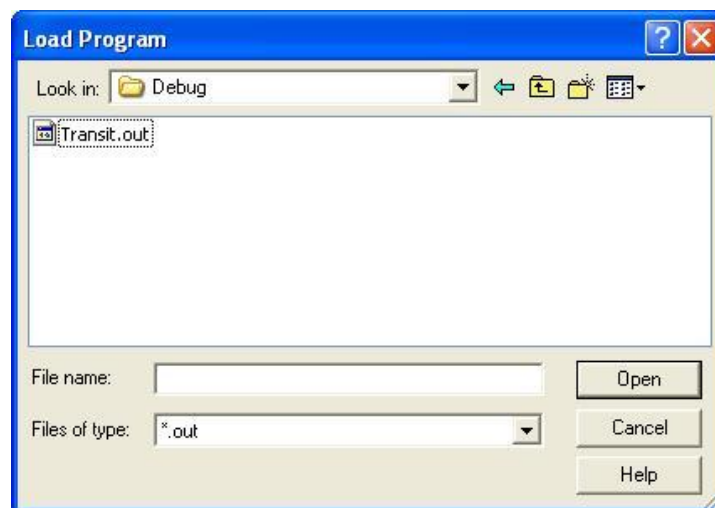 Load Program
Look in: Debug
Transit.out
File name:
Open
Files of type: *.out
Cancel
Help